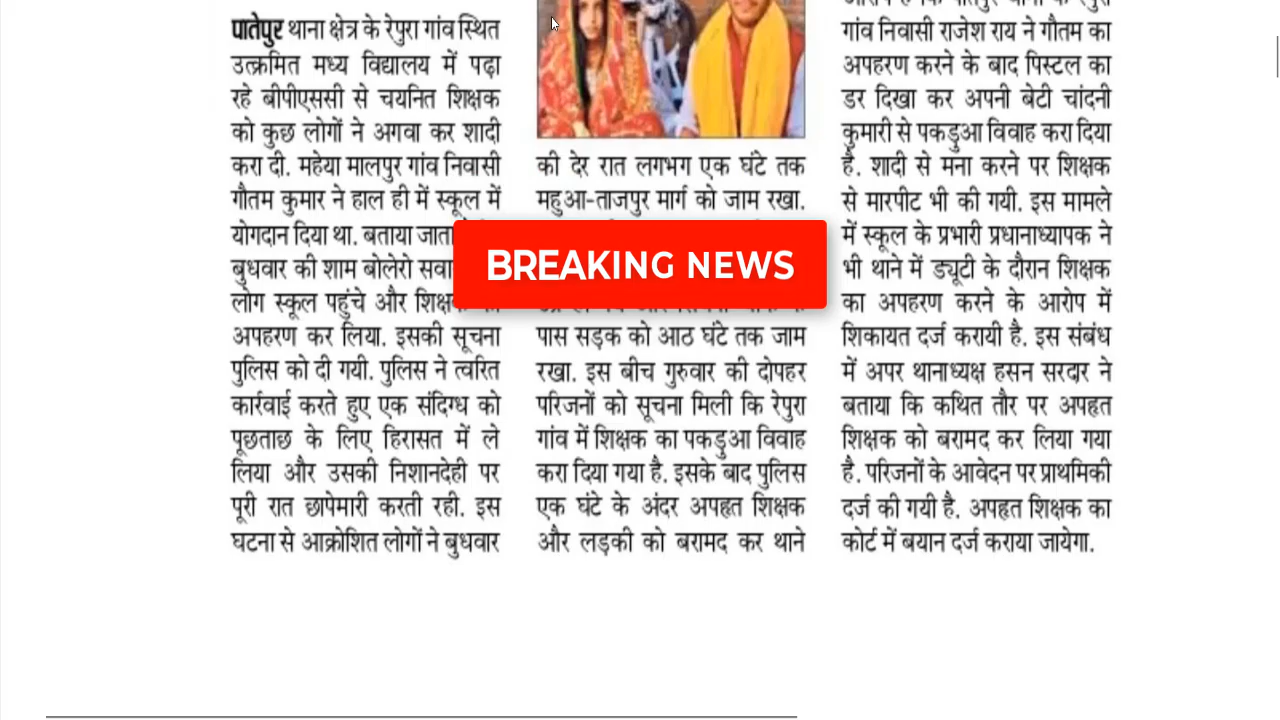 पातेपुर थाना क्षेत्र के रेपुरा गांव स्थित
उत्क्रमित मध्य विद्यालय में पढ़ा
रहे बीपीएससी से चयनित शिक्षक
को कुछ लोगों ने अगवा कर शादी
करा दी. महेया मालपुर गांव निवासी
गौतम कुमार ने हाल ही में स्कूल में
योगदान दिया था. बताया जाता
बुधवार की शाम बोलेरो सवा
लोग स्कूल पहुंचे और शिक्ष
अपहरण कर लिया. इसकी सूचना
पुलिस को दी गयी. पुलिस ने त्वरित
कार्रवाई करते हुए एक संदिग्ध को
पूछताछ के लिए हिरासत में ले
लिया और उसकी निशानदेही पर
पूरी रात छापेमारी करती रही. इस
घटना से आक्रोशित लोगों ने बुधवार
की देर रात लगभग एक घंटे तक
महुआ-ताजपुर मार्ग को जाम रखा.
BREAKING NEWS
पास सड़क को आठ घंटे तक जाम
रखा. इस बीच गुरुवार की दोपहर
परिजनों को सूचना मिली कि रेपुरा
गांव में शिक्षक का पकड़ुआ विवाह
करा दिया गया है. इसके बाद पुलिस
एक घंटे के अंदर अपहृत शिक्षक
और लड़की को बरामद कर थाने
गांव निवासी राजेश राय ने गौतम का
अपहरण करने के बाद पिस्टल का
डर दिखा कर अपनी बेटी चांदनी
कुमारी से पकड़ुआ विवाह करा दिया
है. शादी से मना करने पर शिक्षक
से मारपीट भी की गयी. इस मामले
में स्कूल के प्रभारी प्रधानाध्यापक ने
भी थाने में ड्यूटी के दौरान शिक्षक
का अपहरण करने के आरोप में
शिकायत दर्ज करायी है. इस संबंध
में अपर थानाध्यक्ष हसन सरदार ने
बताया कि कथित तौर पर अपहृत
शिक्षक को बरामद कर लिया गया
है. परिजनों के आवेदन पर प्राथमिकी
दर्ज की गयी है. अपहृत शिक्षक का
कोर्ट में बयान दर्ज कराया जायेगा.